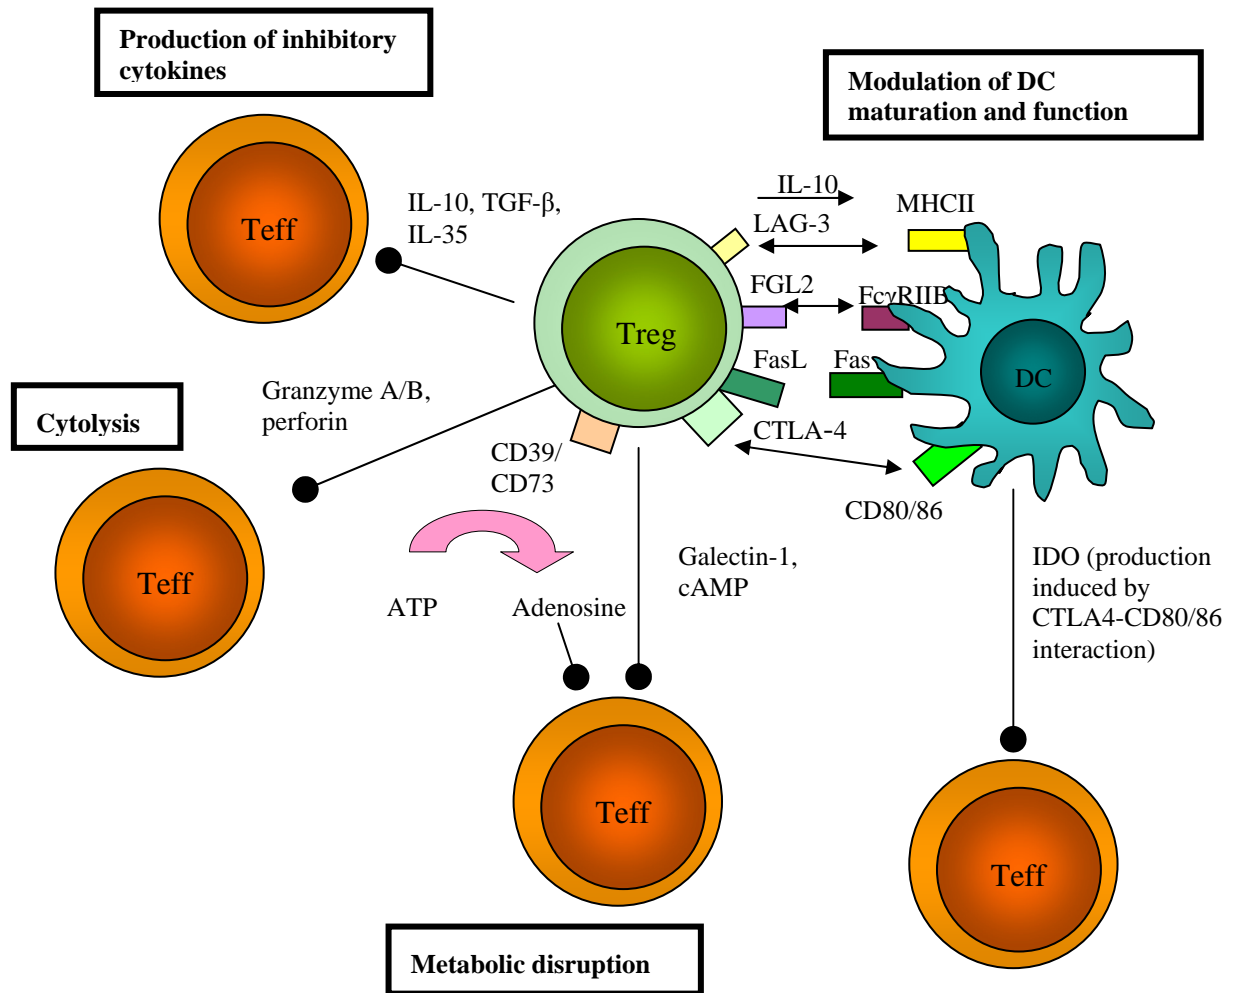 Production of inhibitory
cytokines
Modulation of DC
maturation and function
Teff
IL-10, TGF-β,
IL-35
IL-10
LAG-3
MHCII
FGL2
FcγRIIB
Treg
FasL
Fas
DC
CTLA-4
CD80/86
Cytolysis
Granzyme A/B,
perforin
CD39/
CD73
Teff
ATP
Adenosine
Galectin-1,
cAMP
IDO (production
induced by
CTLA4-CD80/86
interaction)
Teff
Teff
Metabolic disruption